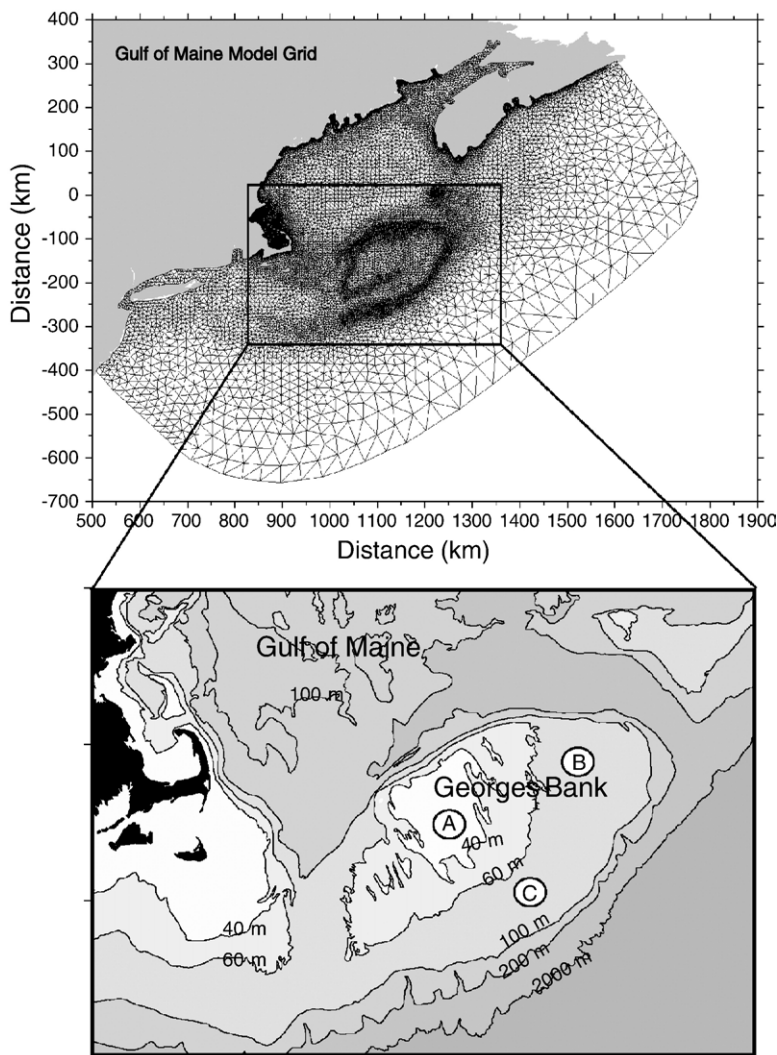 400
Gulf of Maine Model Grid
300
200
100
0
-100
-200
-300
-400
-500
-600
-700
Distance (km)
500 600 700 800 900 1000 1100 1200 1300 1400 1500 1600 1700 1800 1900
Distance (km)
Gulf of Maine
100 m
B
Georges Bank
A
40 m
60 m
C
40 m
100 m
60 m
200 m
2000 m